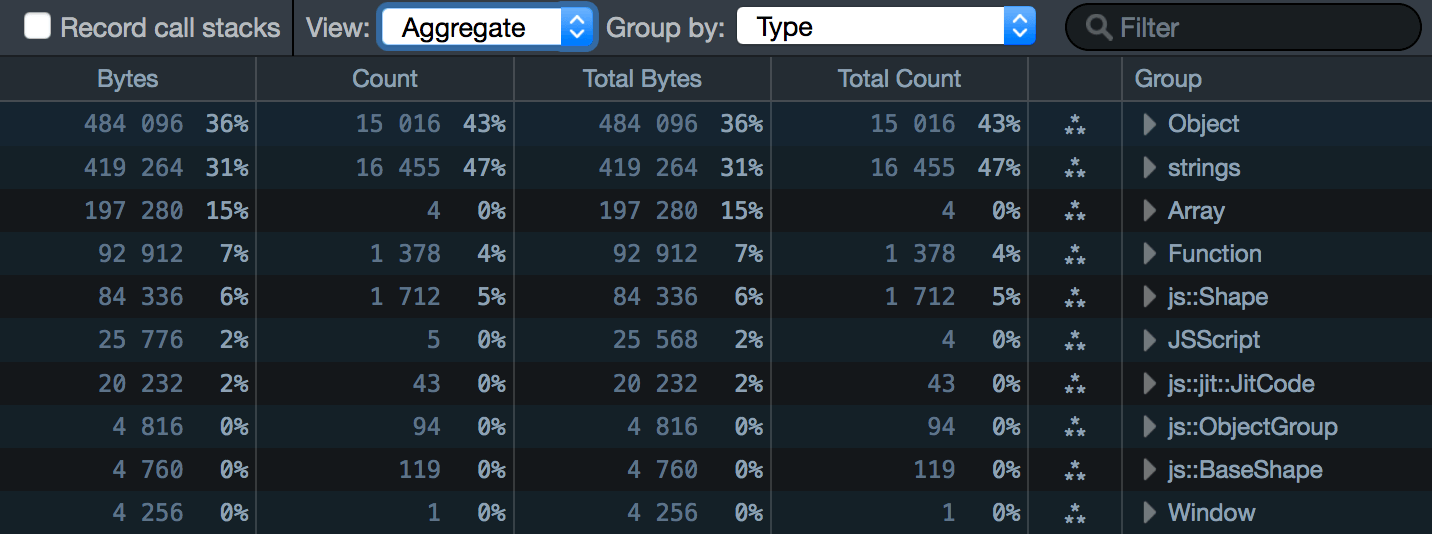 Record call stacks View: Aggregate Group by: Type Filter
Bytes Count Total Bytes Total Count Group
484 096 36% 15 016 43% 484 096 36% 15 016 43% *** Object
419 264 31% 16 455 47% 419 264 31% 16 455 47% *** strings
197 280 15% 4 0% 197 280 15% 4 0% *** Array
92 912 7% 1 378 4% 92 912 7% 1 378 4% *** Function
84 336 6% 1 712 5% 84 336 6% 1 712 5% *** js::Shape
25 776 2% 5 0% 25 568 2% 4 0% *** JSScript
20 232 2% 43 0% 20 232 2% 43 0% *** js::jit::JitCode
4 816 0% 94 0% 4 816 0% 94 0% *** js::ObjectGroup
4 760 0% 119 0% 4 760 0% 119 0% *** js::BaseShape
4 256 0% 1 0% 4 256 0% 1 0% *** Window